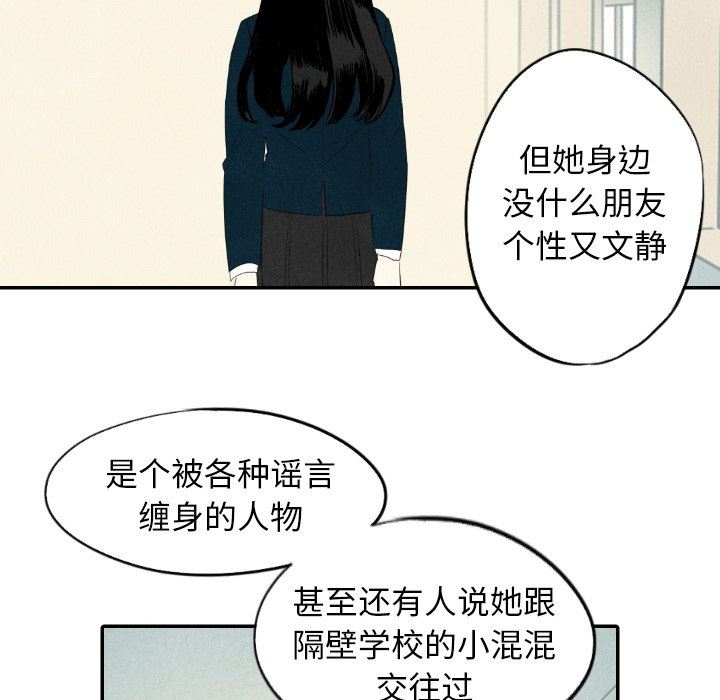 但她身边
没什么朋友
个性又文静
是个被各种谣言
缠身的人物
甚至还有人说她跟
隔壁学校的小混混
交往过